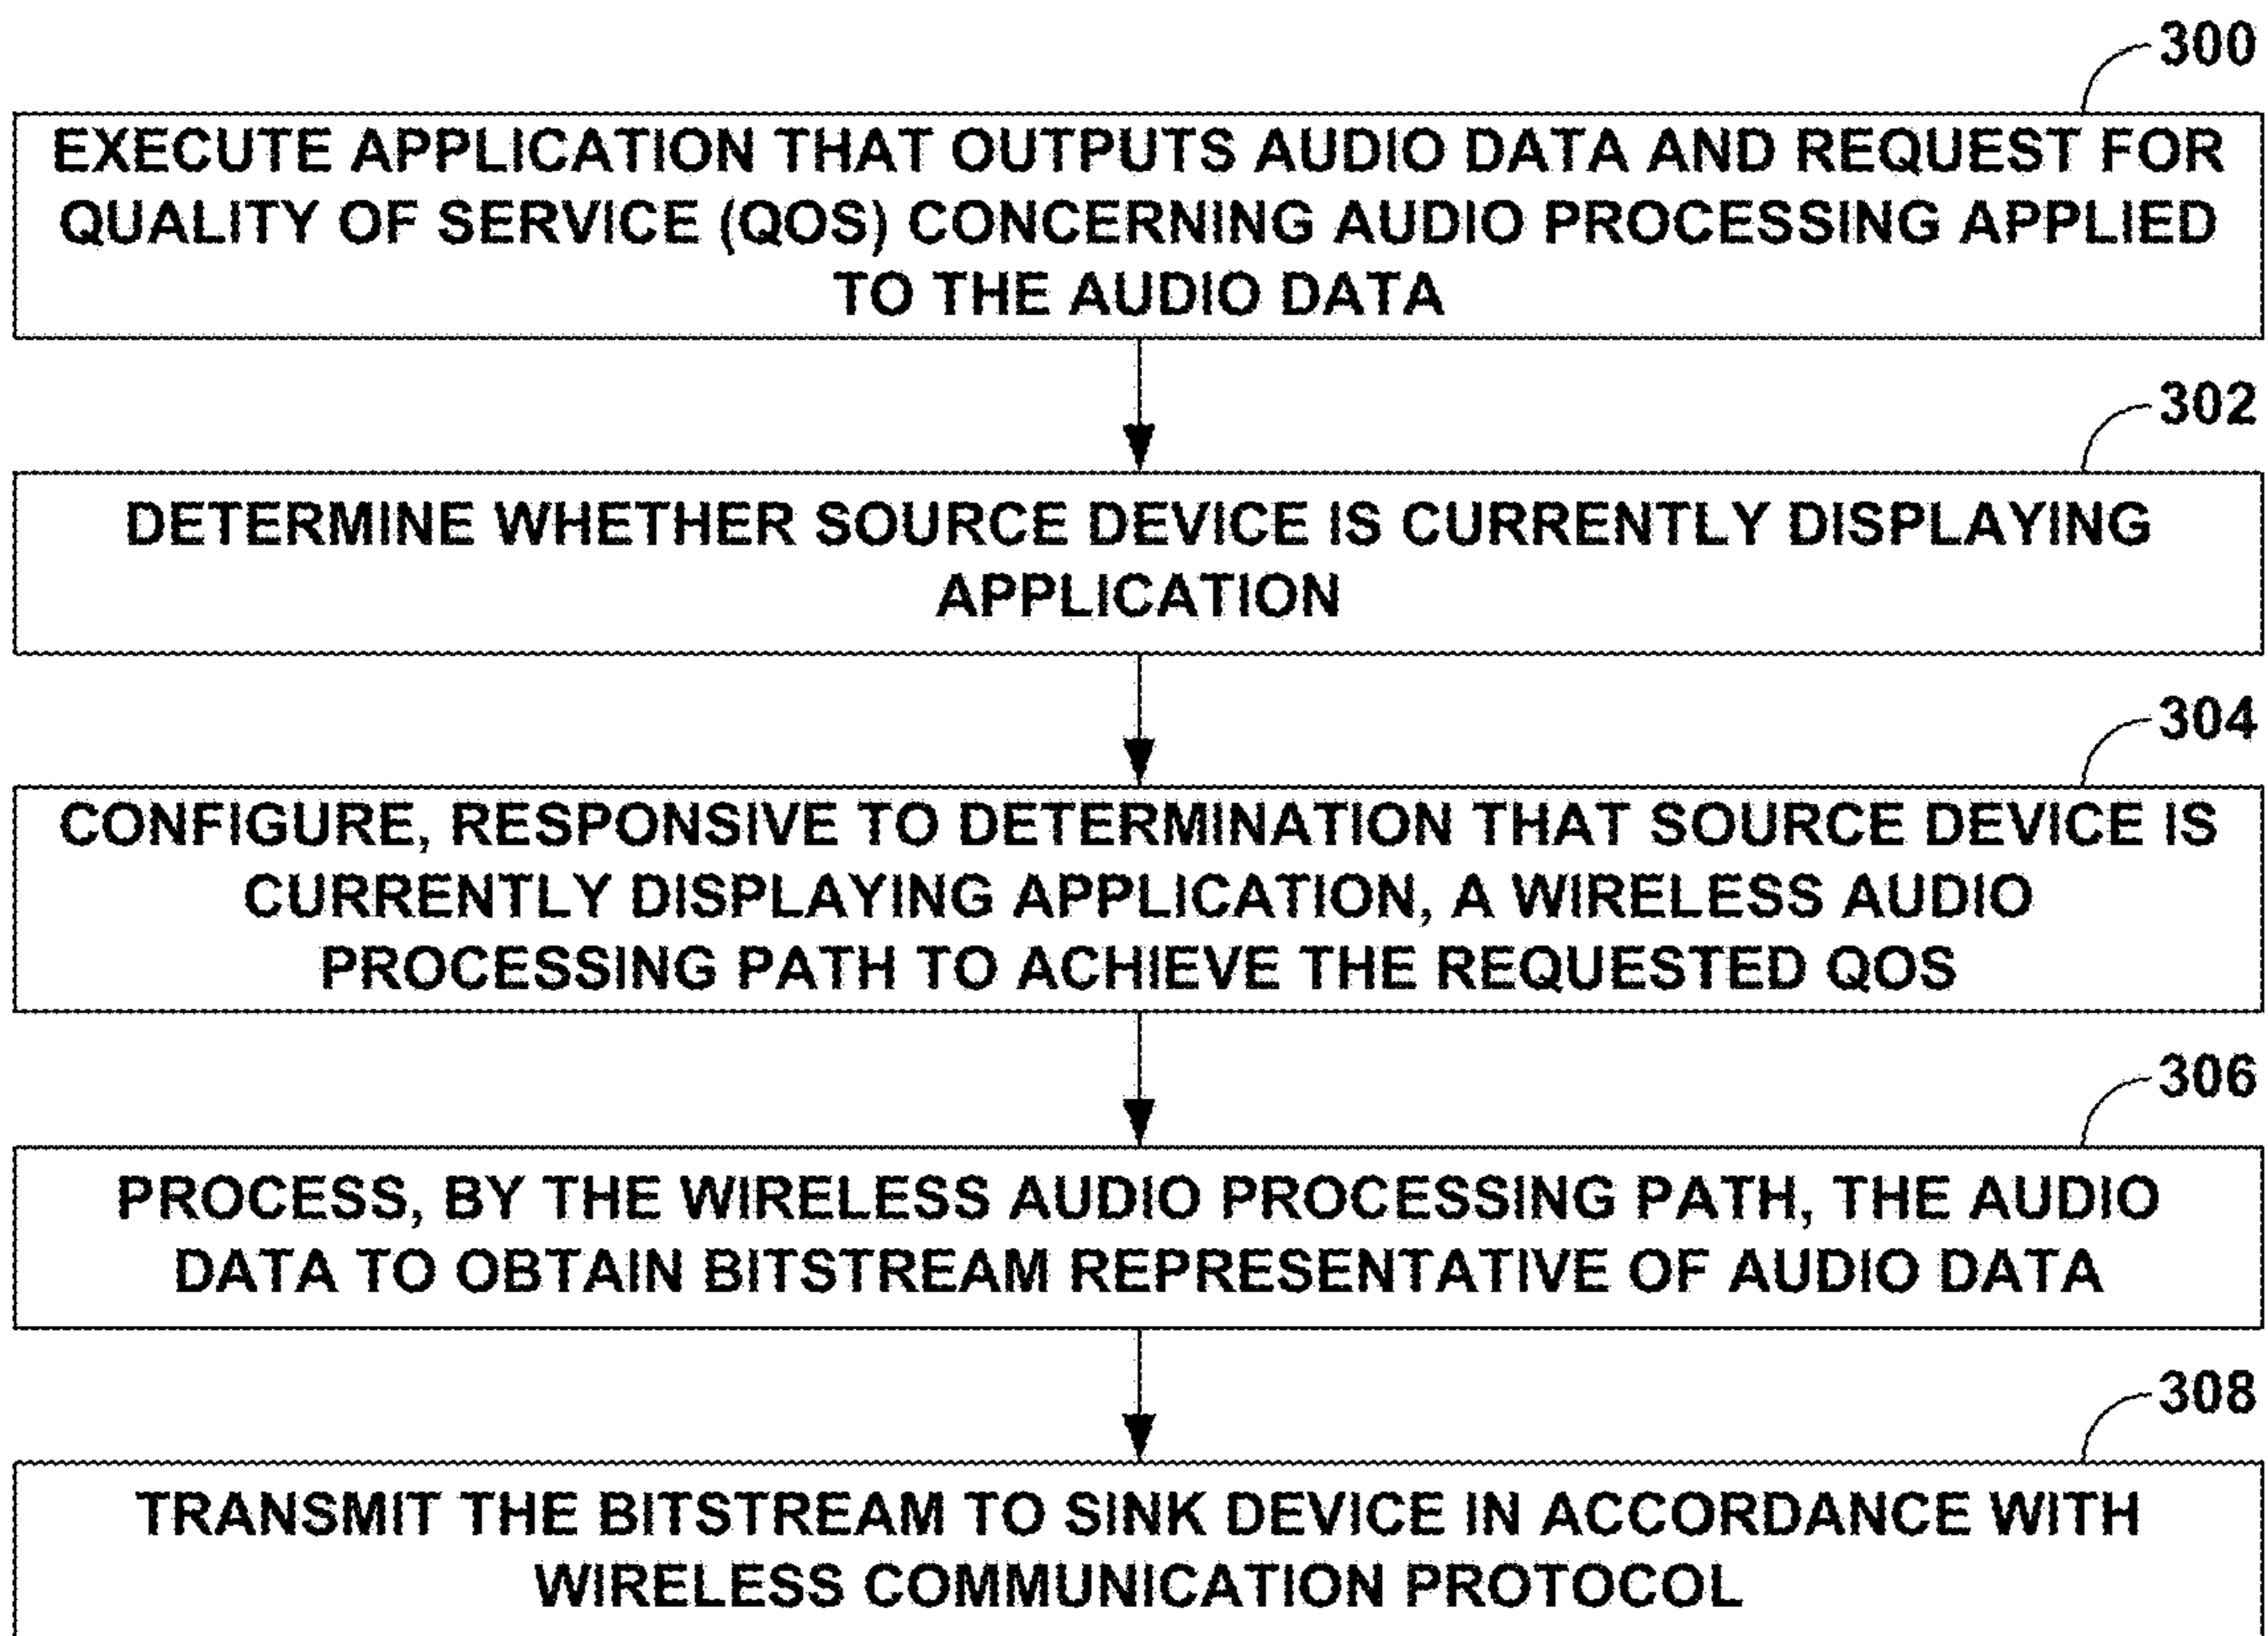 300
EXECUTE APPLICATION THAT OUTPUTS AUDIO DATA AND REQUEST FOR
QUALITY OF SERVICE (QOS) CONCERNING AUDIO PROCESSING APPLIED
TO THE AUDIO DATA
302
DETERMINE WHETHER SOURCE DEVICE IS CURRENTLY DISPLAYING
APPLICATION
304
CONFIGURE, RESPONSIVE TO DETERMINATION THAT SOURCE DEVICE IS
CURRENTLY DISPLAYING APPLICATION, A WIRELESS AUDIO
PROCESSING PATH TO ACHIEVE THE REQUESTED QOS
306
PROCESS, BY THE WIRELESS AUDIO PROCESSING PATH, THE AUDIO
DATA TO OBTAIN BITSTREAM REPRESENTATIVE OF AUDIO DATA
308
TRANSMIT THE BITSTREAM TO SINK DEVICE IN ACCORDANCE WITH
WIRELESS COMMUNICATION PROTOCOL